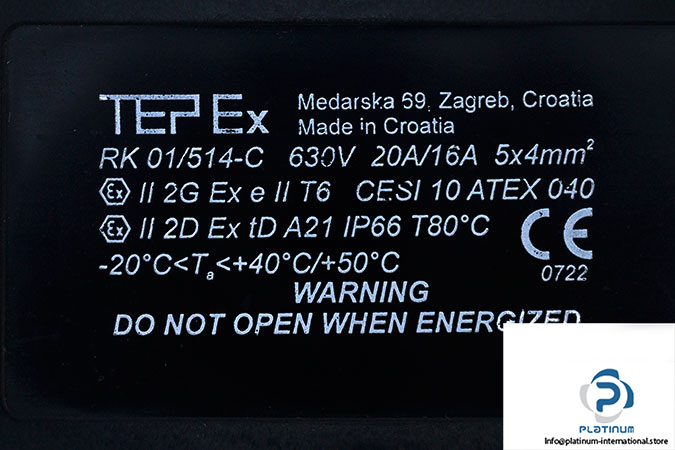 TEP Ex
Medarska 69, Zagreb, Croatia
Made in Croatia
RK 01/514-C 630V 20A/16A 5x4mm²
Ex II 2G Ex e II T6 CESI 10 ATEX 040
Ex II 2D Ex tD A21 IP66 T80°C
CE
-20°C<Tₐ<+40°C/+50°C
0722
WARNING
DO NOT OPEN WHEN ENERGIZED
PLATINUM
Info@platinum-international.store